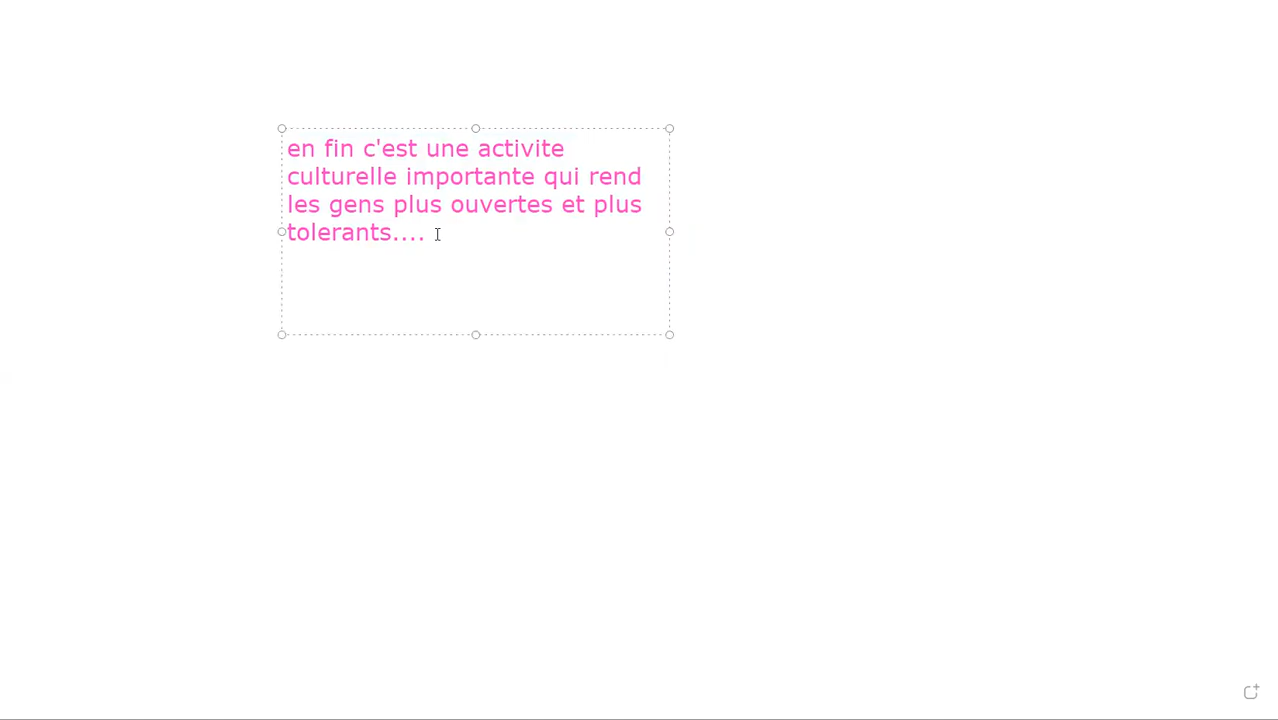 en fin c'est une activite
culturelle importante qui rend
les gens plus ouvertes et plus
tolerants....